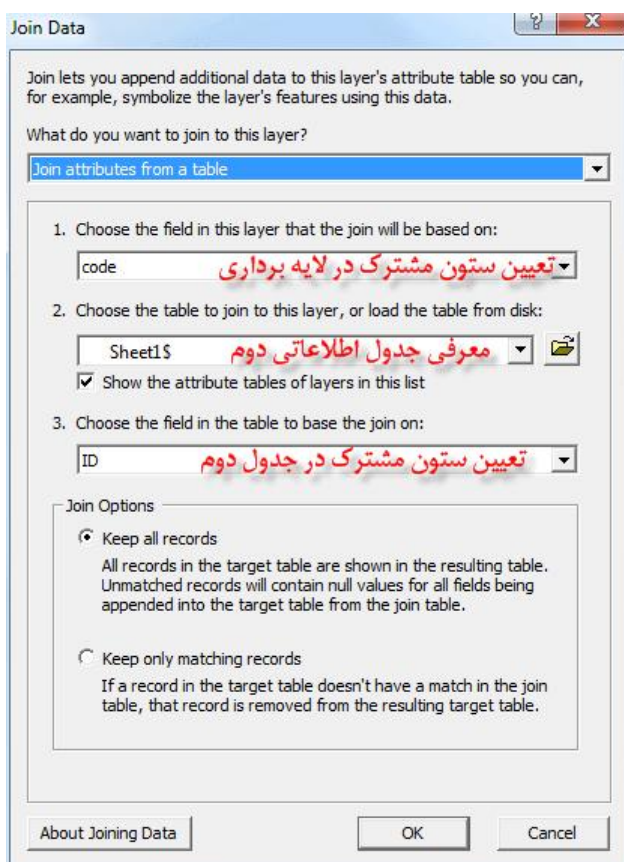 Join Data
?
X
Join lets you append additional data to this layer's attribute table so you can,
for example, symbolize the layer's features using this data.
What do you want to join to this layer?
Join attributes from a table
1. Choose the field in this layer that the join will be based on:
code تعیین ستون مشترک در لایه برداری
2. Choose the table to join to this layer, or load the table from disk:
Sheet1$ معرفی جدول اطلاعاتی دوم
Show the attribute tables of layers in this list
3. Choose the field in the table to base the join on:
ID تعیین ستون مشترک در جدول دوم
Join Options
Keep all records
All records in the target table are shown in the resulting table.
Unmatched records will contain null values for all fields being
appended into the target table from the join table.
Keep only matching records
If a record in the target table doesn't have a match in the join
table, that record is removed from the resulting target table.
About Joining Data OK Cancel